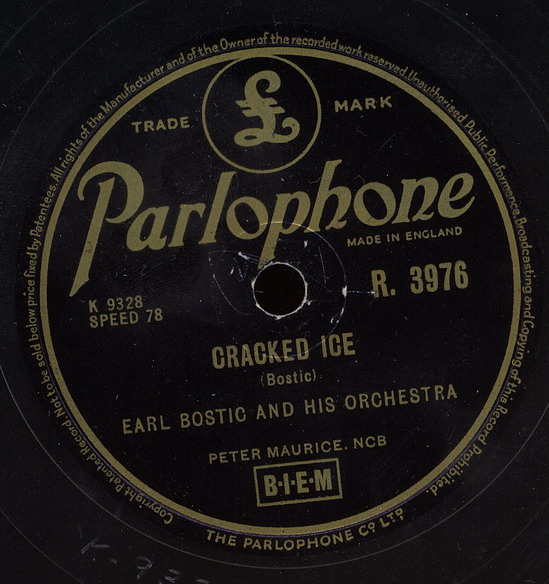 Copyright. Patented Record. Not to be sold below price fixed by Patentees. All rights of the Manufacturer and of the Owner of the recorded work reserved. Unauthorised Public Performance, Broadcasting and Copying of this Record Prohibited.
£
TRADE MARK
Parlophone
MADE IN ENGLAND
R. 3976
K 9328
SPEED 78
CRACKED ICE
(Bostic)
EARL BOSTIC AND HIS ORCHESTRA
PETER MAURICE. NCB
B·I·E·M
THE PARLOPHONE Co LTD